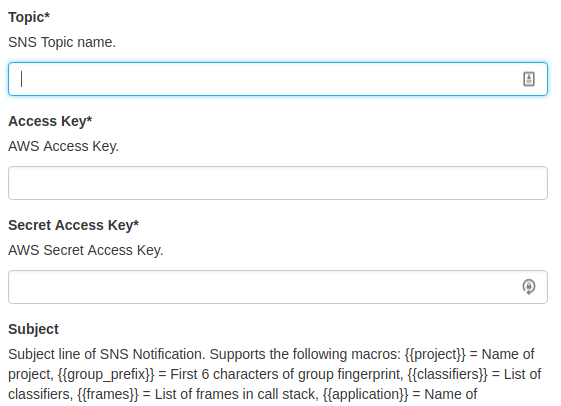 Topic*
SNS Topic name.
Access Key*
AWS Access Key.
Secret Access Key*
AWS Secret Access Key.
Subject
Subject line of SNS Notification. Supports the following macros: {{project}} = Name of
project, {{group_prefix}} = First 6 characters of group fingerprint, {{classifiers}} = List of
classifiers, {{frames}} = List of frames in call stack, {{application}} = Name of